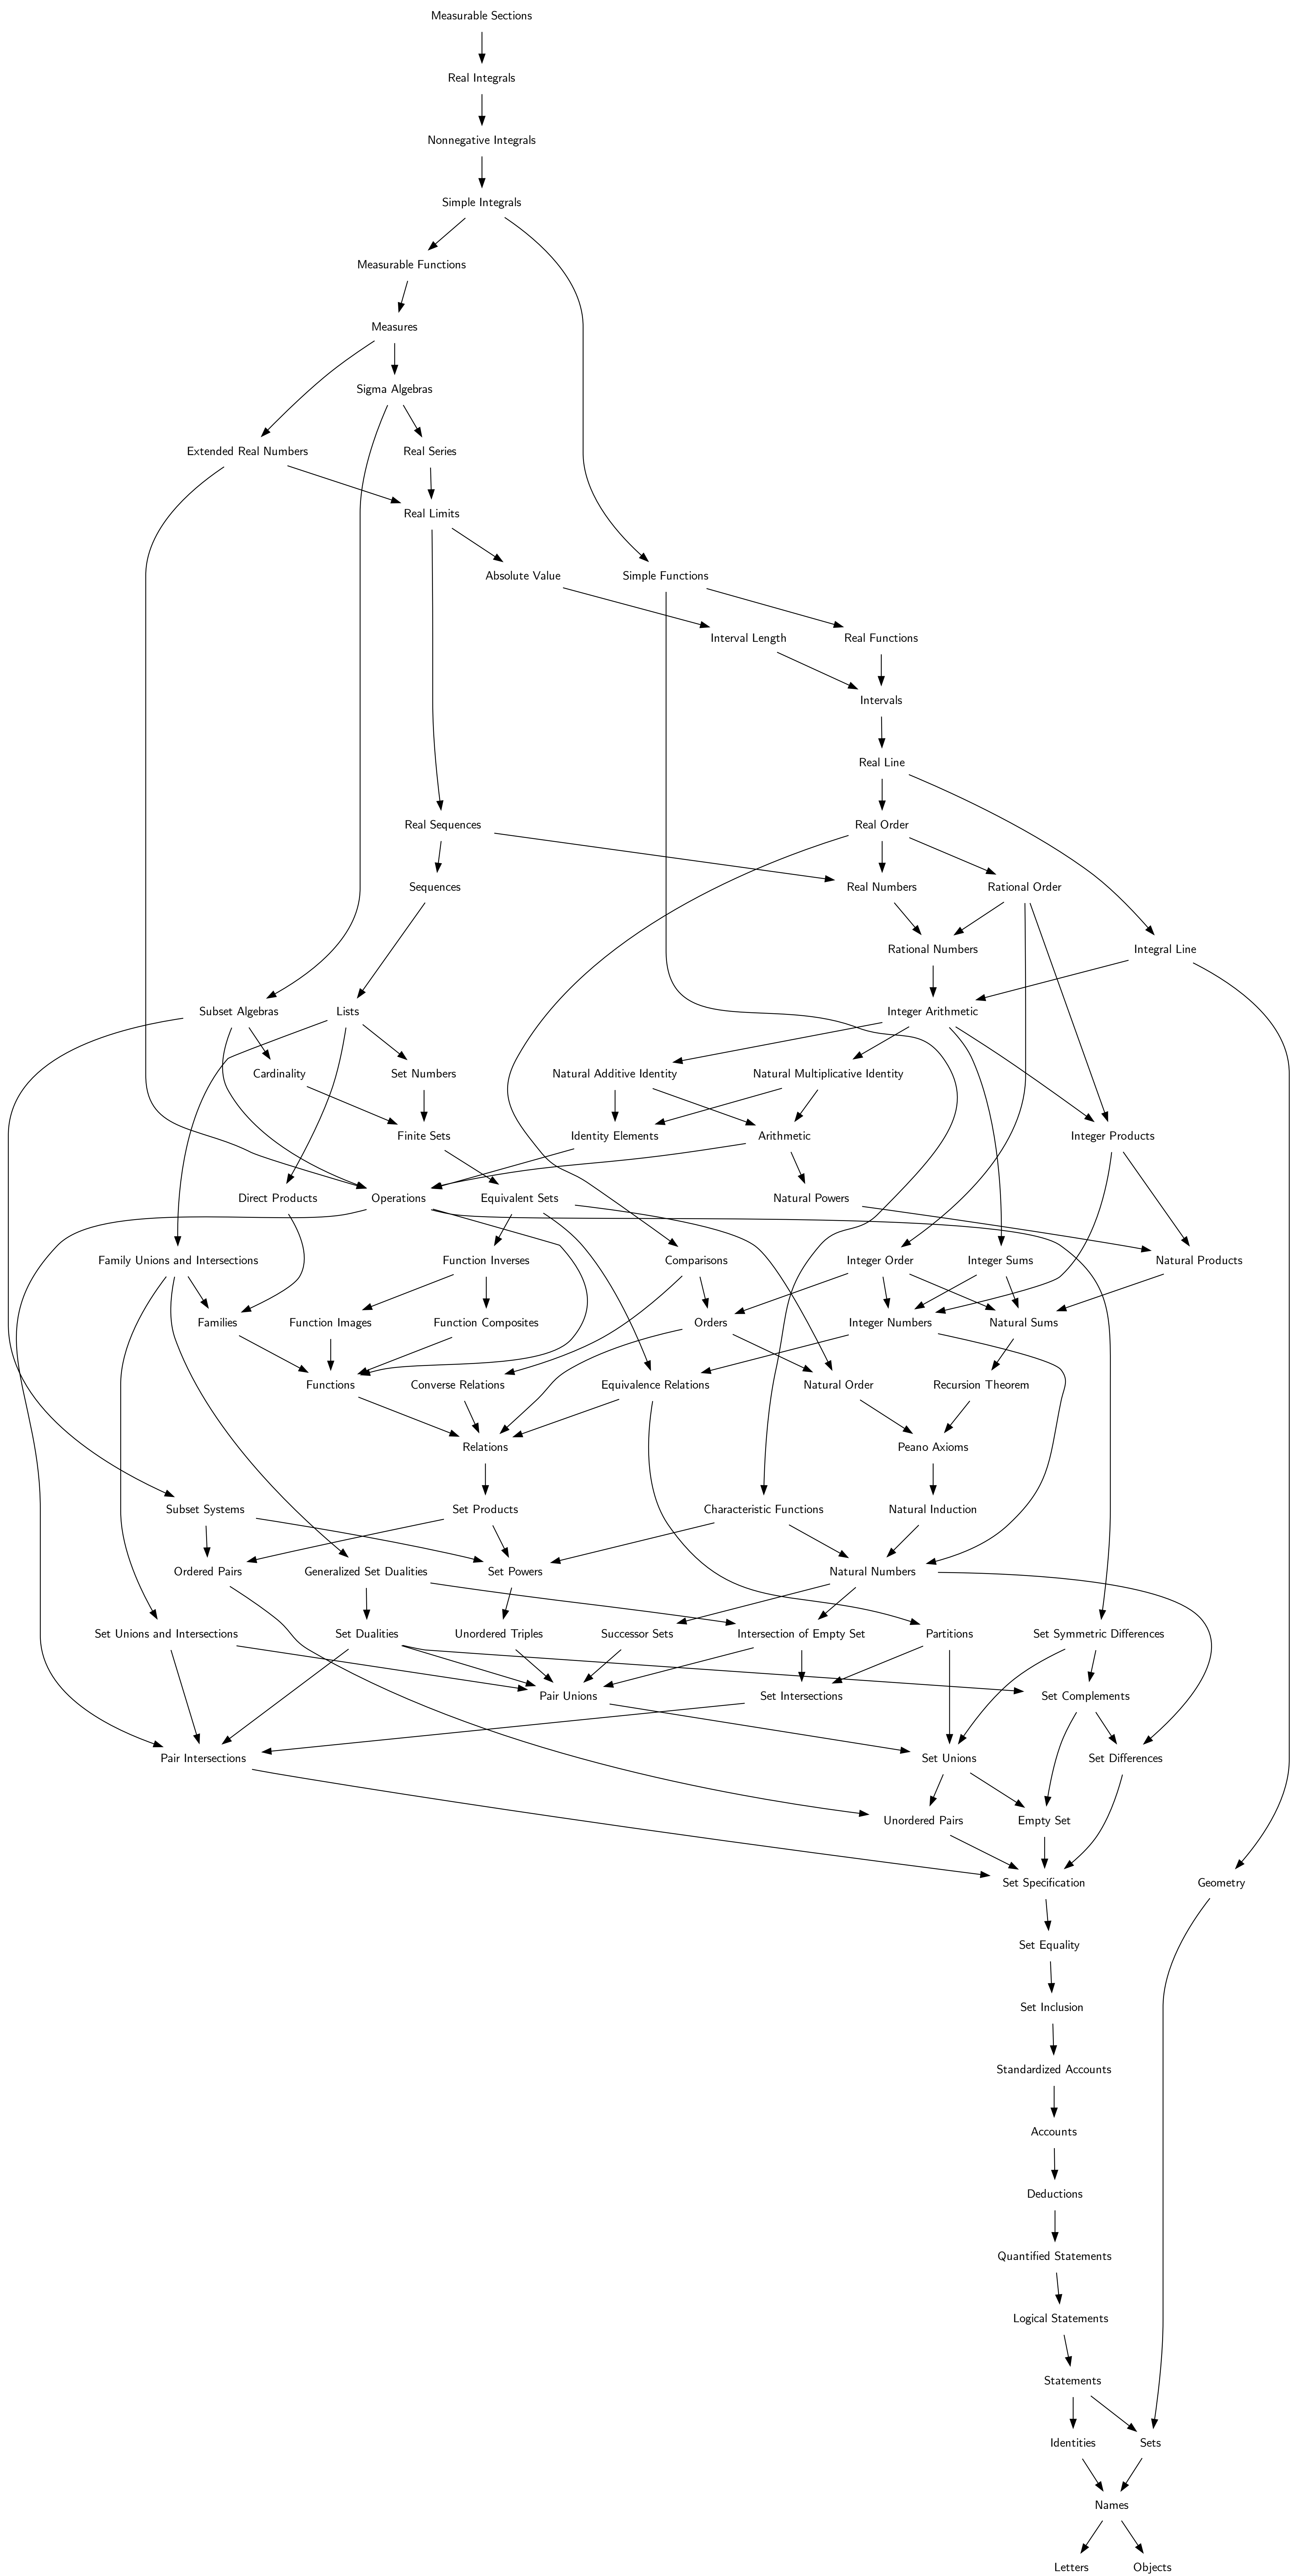 Measurable Sections
Real Integrals
Nonnegative Integrals
Simple Integrals
Measurable Functions
Measures
Sigma Algebras
Extended Real Numbers
Real Series
Real Limits
Absolute Value
Simple Functions
Interval Length
Real Functions
Intervals
Real Line
Real Sequences
Real Order
Sequences
Real Numbers
Rational Order
Rational Numbers
Integral Line
Subset Algebras
Lists
Integer Arithmetic
Cardinality
Set Numbers
Natural Additive Identity
Natural Multiplicative Identity
Finite Sets
Identity Elements
Arithmetic
Integer Products
Direct Products
Operations
Equivalent Sets
Natural Powers
Family Unions and Intersections
Function Inverses
Comparisons
Integer Order
Integer Sums
Natural Products
Families
Function Images
Function Composites
Orders
Integer Numbers
Natural Sums
Functions
Converse Relations
Equivalence Relations
Natural Order
Recursion Theorem
Relations
Peano Axioms
Subset Systems
Set Products
Characteristic Functions
Natural Induction
Ordered Pairs
Generalized Set Dualities
Set Powers
Natural Numbers
Set Unions and Intersections
Set Dualities
Unordered Triples
Successor Sets
Intersection of Empty Set
Partitions
Set Symmetric Differences
Pair Unions
Set Intersections
Set Complements
Pair Intersections
Set Unions
Set Differences
Unordered Pairs
Empty Set
Set Specification
Geometry
Set Equality
Set Inclusion
Standardized Accounts
Accounts
Deductions
Quantified Statements
Logical Statements
Statements
Identities
Sets
Names
Letters
Objects